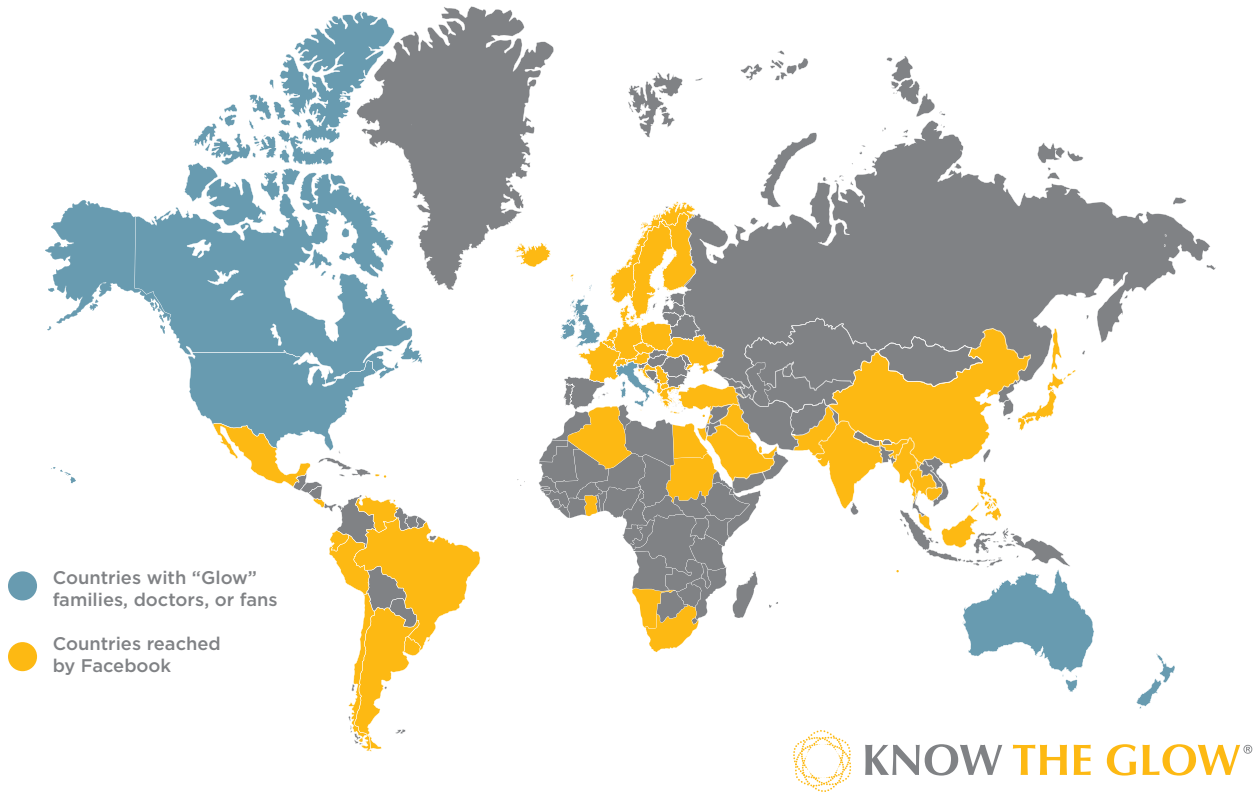 Countries with “Glow”
families, doctors, or fans
Countries reached
by Facebook
KNOW THE GLOW®